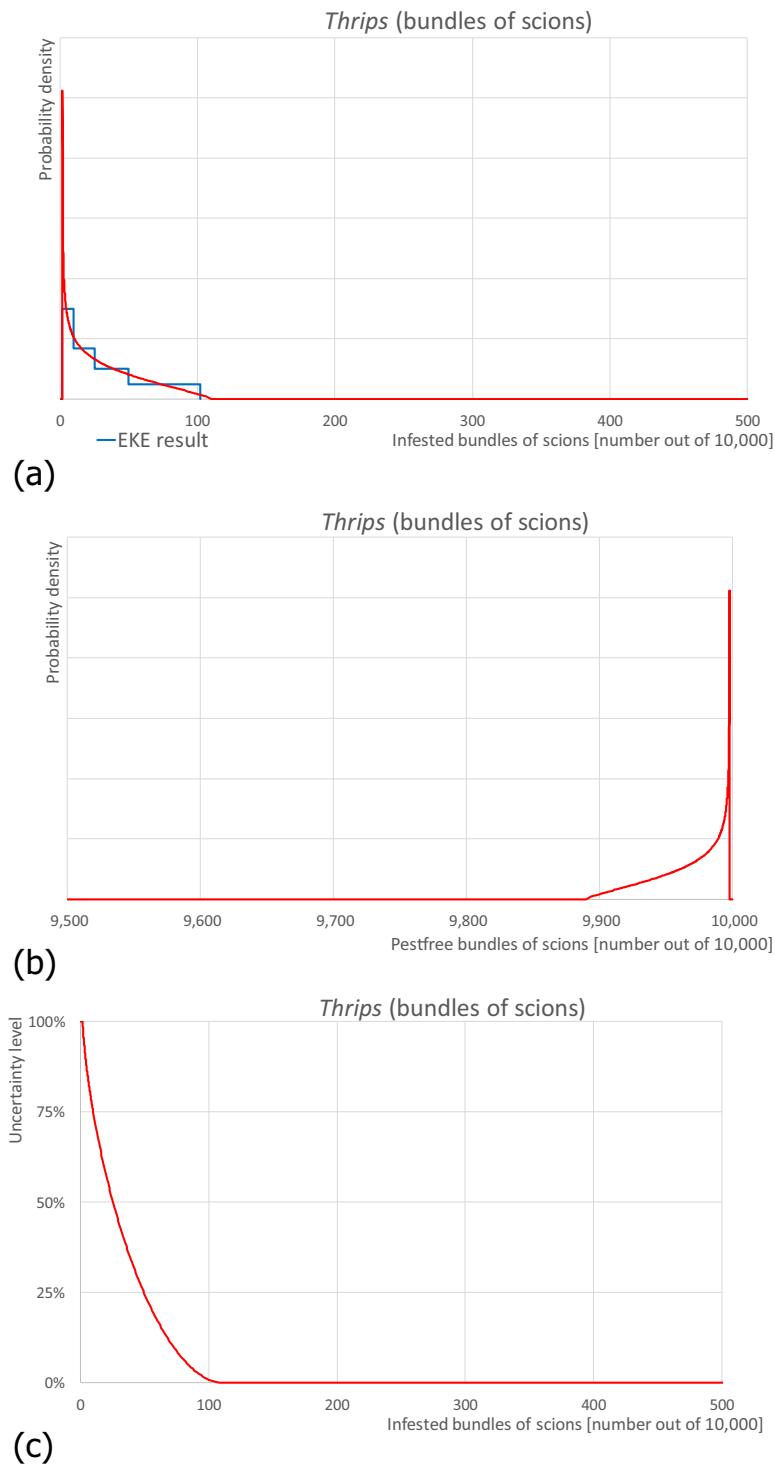 Thrips (bundles of scions)
Probability density
0 100 200 300 400 500
EKE result
Infested bundles of scions [number out of 10,000]
(a)
Thrips (bundles of scions)
Probability density
9,500 9,600 9,700 9,800 9,900 10,000
Pestfree bundles of scions [number out of 10,000]
(b)
Thrips (bundles of scions)
Uncertainty level
100%
75%
50%
25%
0%
0 100 200 300 400 500
Infested bundles of scions [number out of 10,000]
(c)